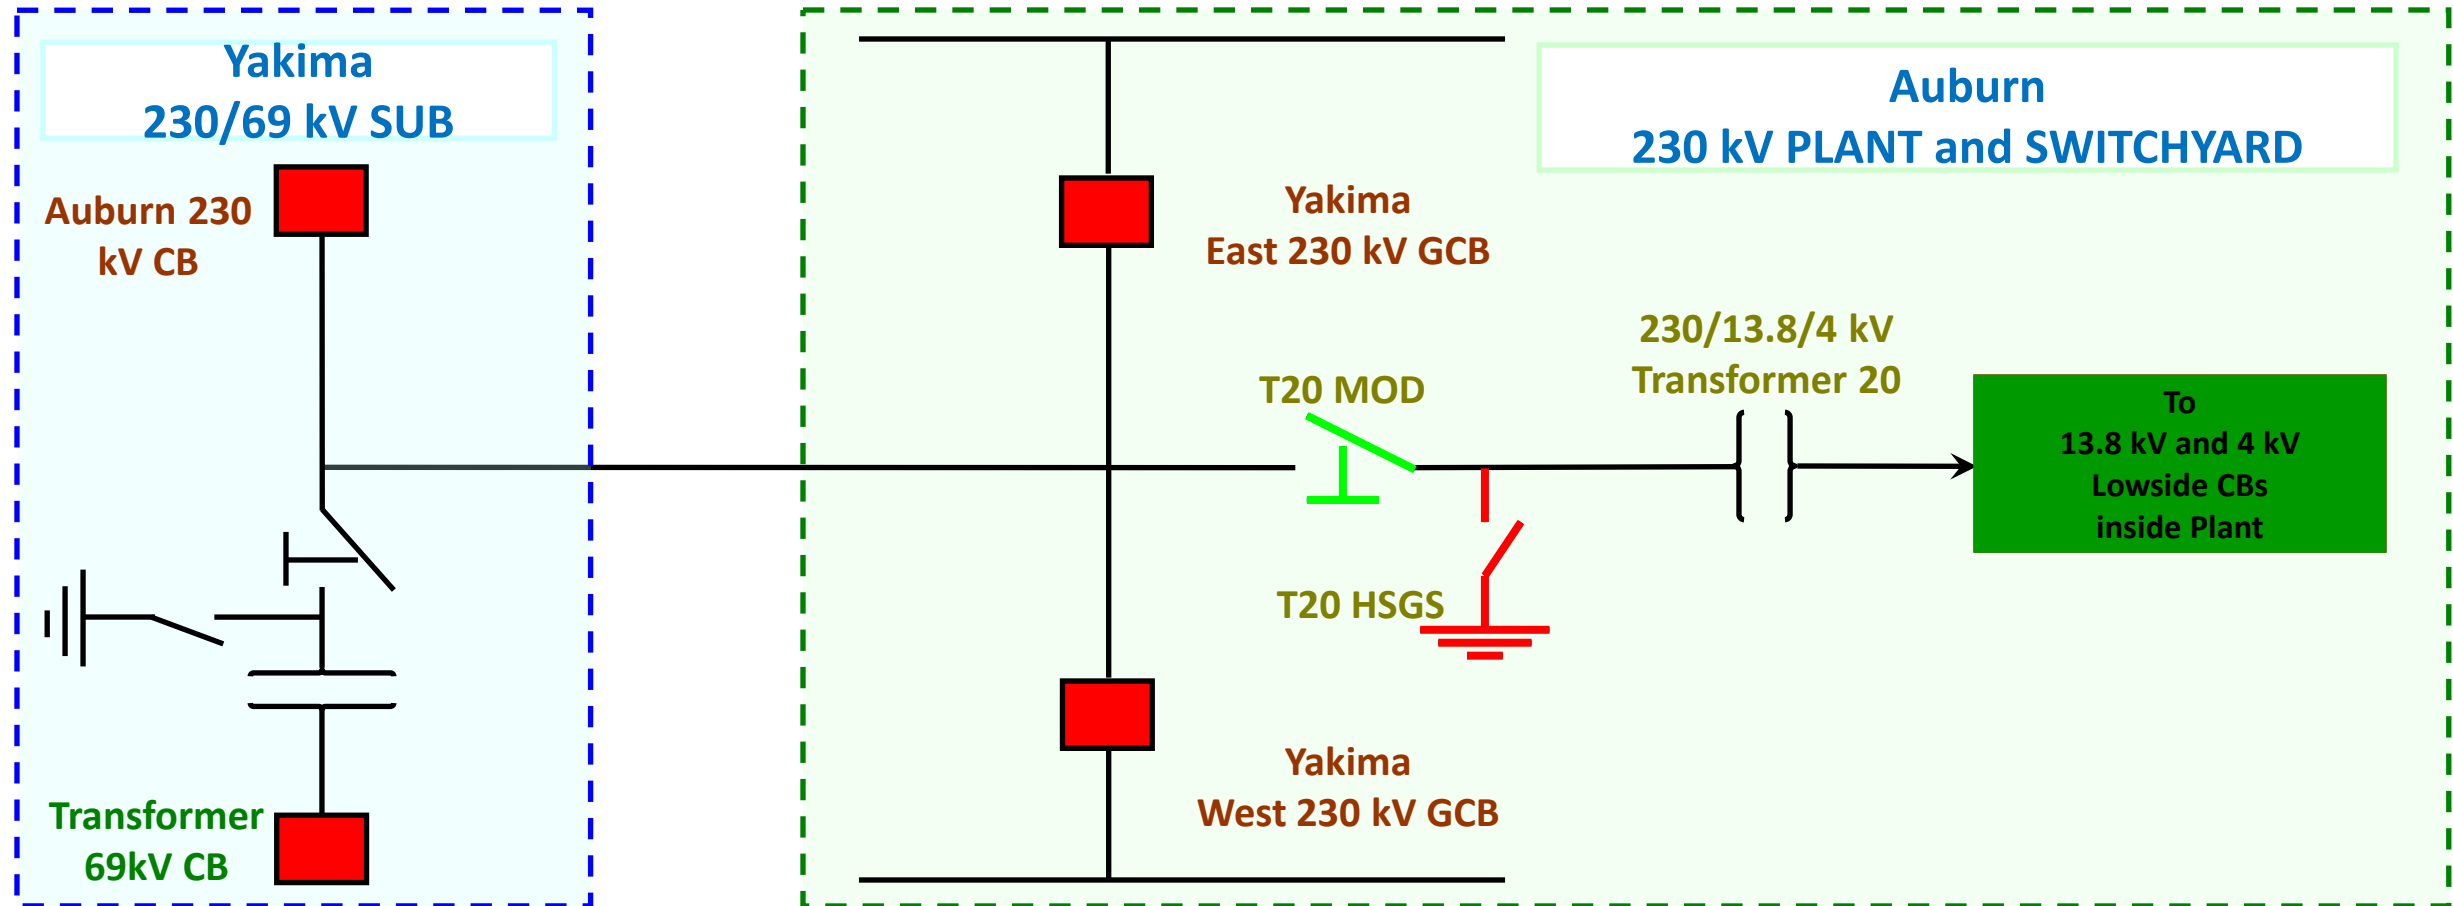 Yakima
230/69 kV SUB
Auburn 230
kV CB
Transformer
69kV CB
Auburn
230 kV PLANT and SWITCHYARD
Yakima
East 230 kV GCB
230/13.8/4 kV
Transformer 20
T20 MOD
To
13.8 kV and 4 kV
Lowside CBs
inside Plant
T20 HSGS
Yakima
West 230 kV GCB